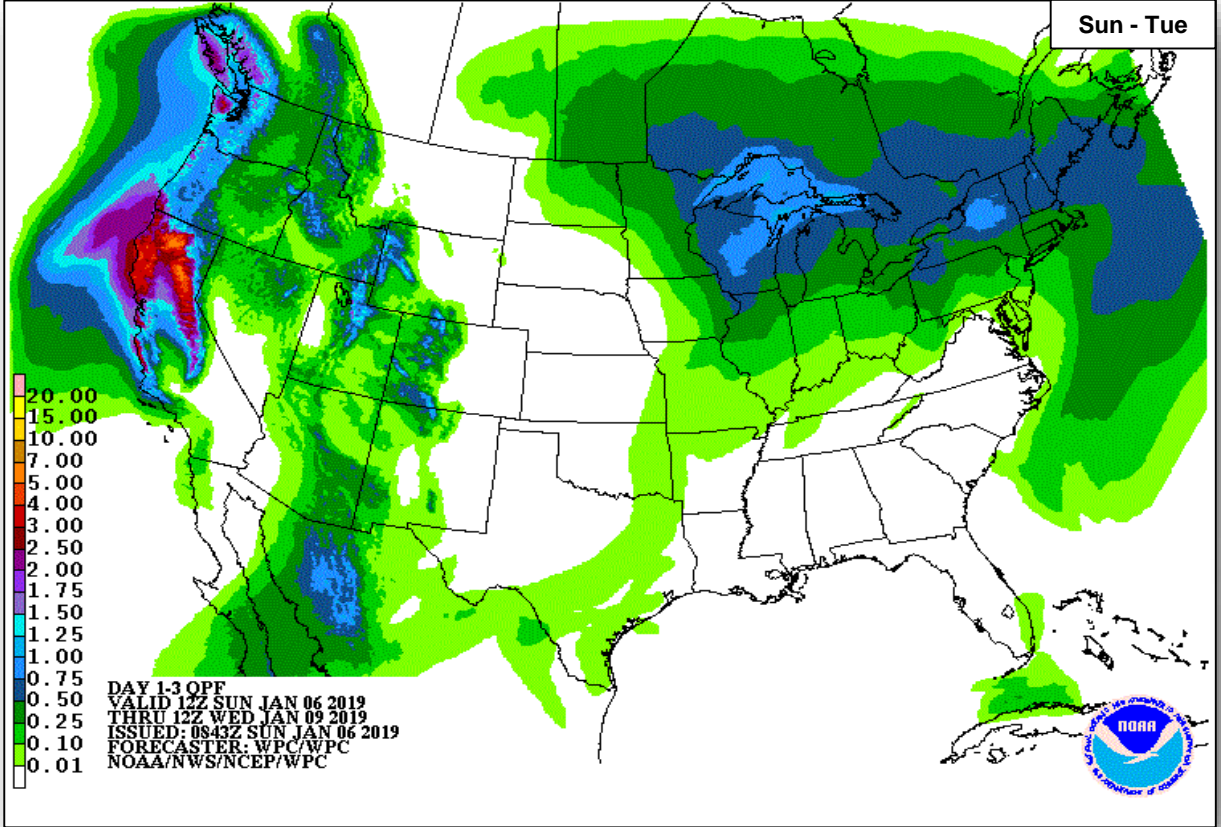 Sun - Tue
20.00
15.00
10.00
7.00
5.00
4.00
3.00
2.50
2.00
1.75
1.50
1.25
1.00
0.75
0.50
0.25
0.10
0.01
DAY 1-3 QPF
VALID 12Z SUN JAN 06 2019
THRU 12Z WED JAN 09 2019
ISSUED: 0843Z SUN JAN 06 2019
FORECASTER: WPC/WPC
NOAA/NWS/NCEP/WPC
NOAA